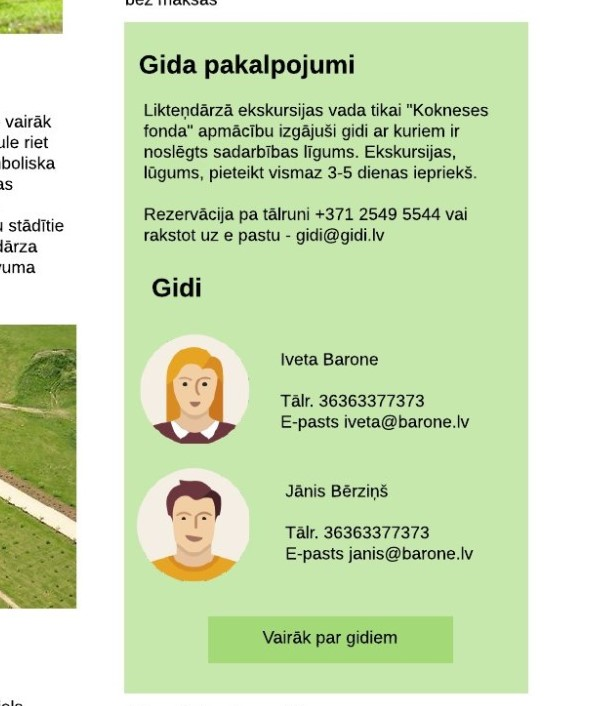 bez maksas
Gida pakalpojumi
Likteņdārzā ekskursijas vada tikai "Kokneses
fonda" apmācību izgājuši gidi ar kuriem ir
noslēgts sadarbības līgums. Ekskursijas,
lūgums, pieteikt vismaz 3-5 dienas iepriekš.
Rezervācija pa tālruni +371 2549 5544 vai
rakstot uz e pastu - gidi@gidi.lv
Gidi
Iveta Barone
Tālr. 36363377373
E-pasts iveta@barone.lv
Jānis Bērziņš
Tālr. 36363377373
E-pasts janis@barone.lv
Vairāk par gidiem
vairāk
ule riet
boliska
as
u stādītie
dārza
vuma